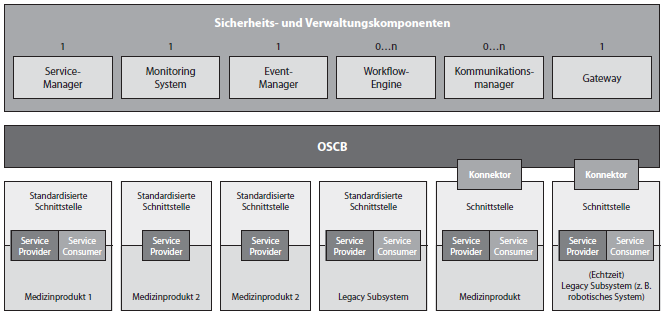 Sicherheits- und Verwaltungskomponenten
1 1 1 0…n 0…n 1
Service-
Manager
Monitoring
System
Event-
Manager
Workflow-
Engine
Kommunikations-
manager
Gateway
OSCB
Konnektor
Konnektor
Standardisierte
Schnittstelle
Service
Provider
Service
Consumer
Medizinprodukt 1
Standardisierte
Schnittstelle
Service
Provider
Medizinprodukt 2
Standardisierte
Schnittstelle
Service
Provider
Medizinprodukt 2
Standardisierte
Schnittstelle
Service
Provider
Service
Consumer
Legacy Subsystem
Schnittstelle
Service
Provider
Service
Consumer
Medizinprodukt
Schnittstelle
Service
Provider
Service
Consumer
(Echtzeit)
Legacy Subsystem (z. B.
robotisches System)